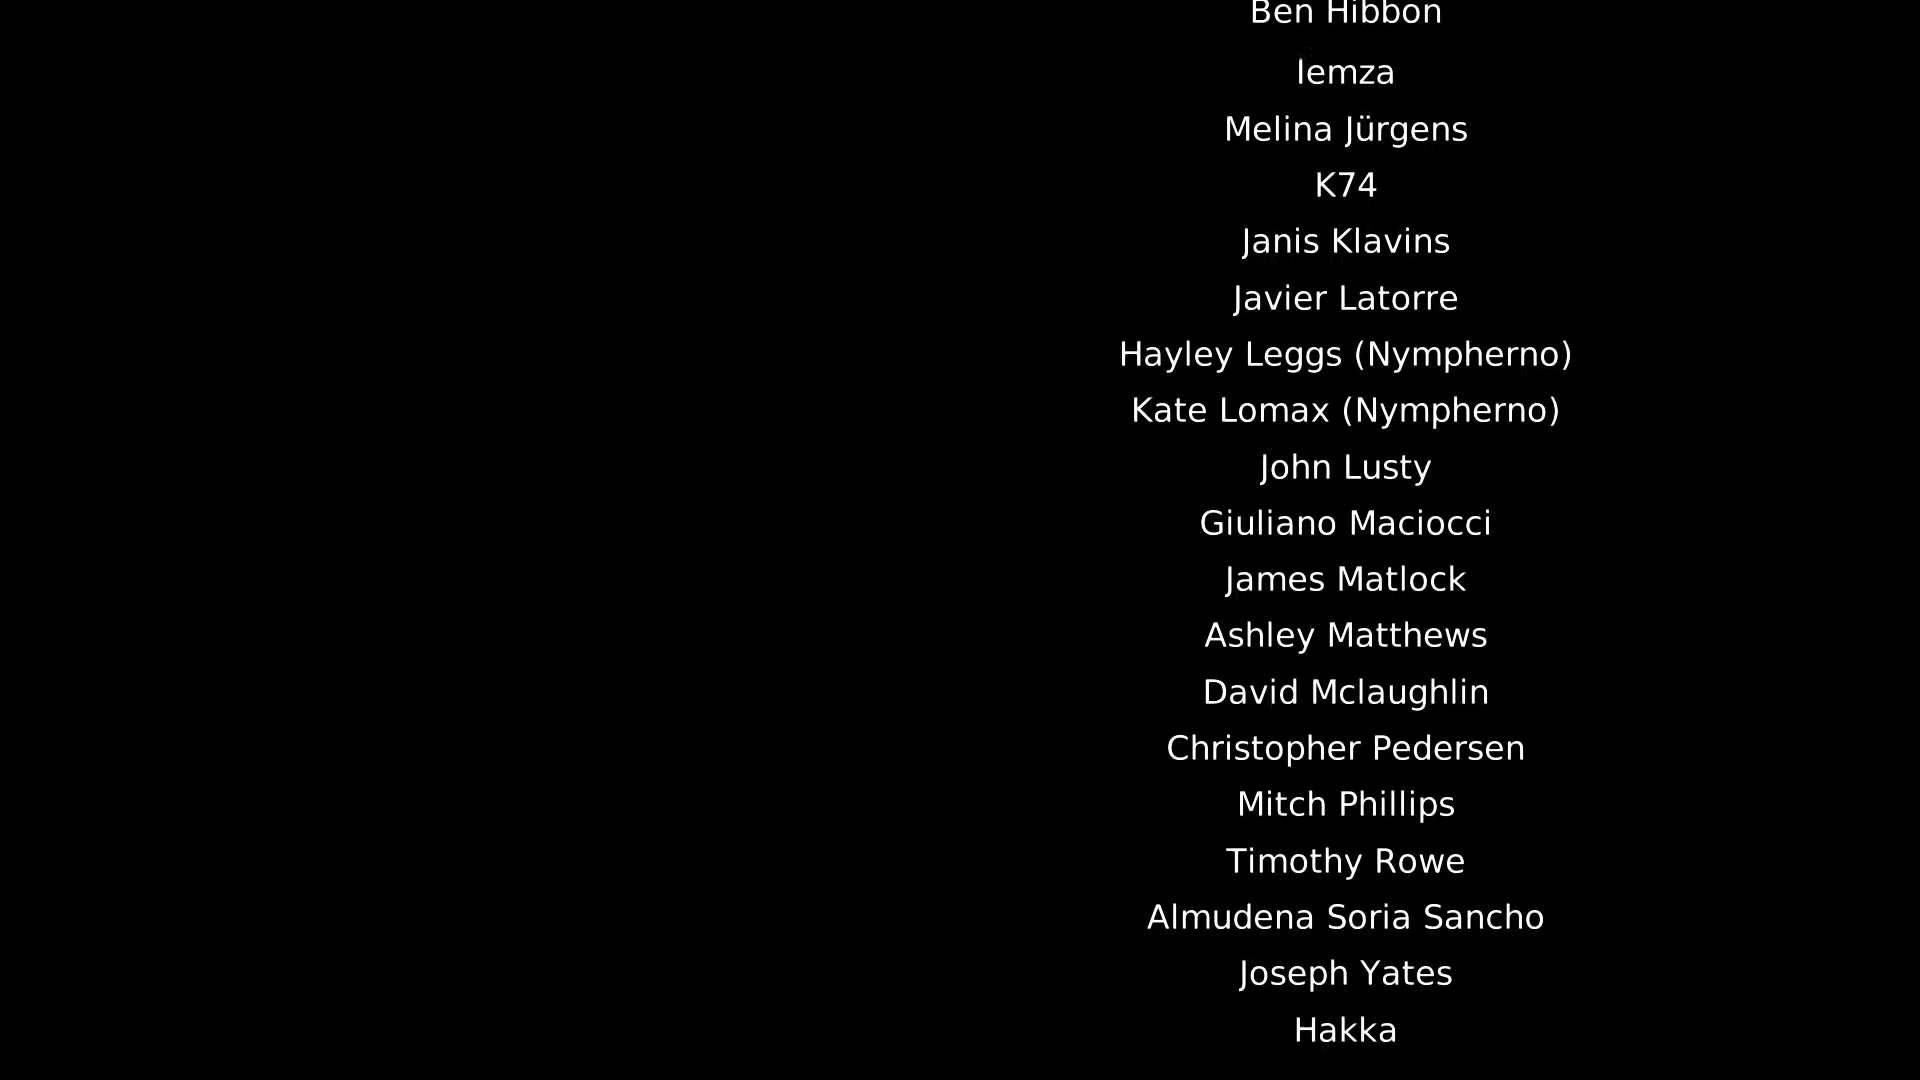 Ben Hibbon
lemza
Melina Jürgens
K74
Janis Klavins
Javier Latorre
Hayley Leggs (Nympherno)
Kate Lomax (Nympherno)
John Lusty
Giuliano Maciocci
James Matlock
Ashley Matthews
David Mclaughlin
Christopher Pedersen
Mitch Phillips
Timothy Rowe
Almudena Soria Sancho
Joseph Yates
Hakka